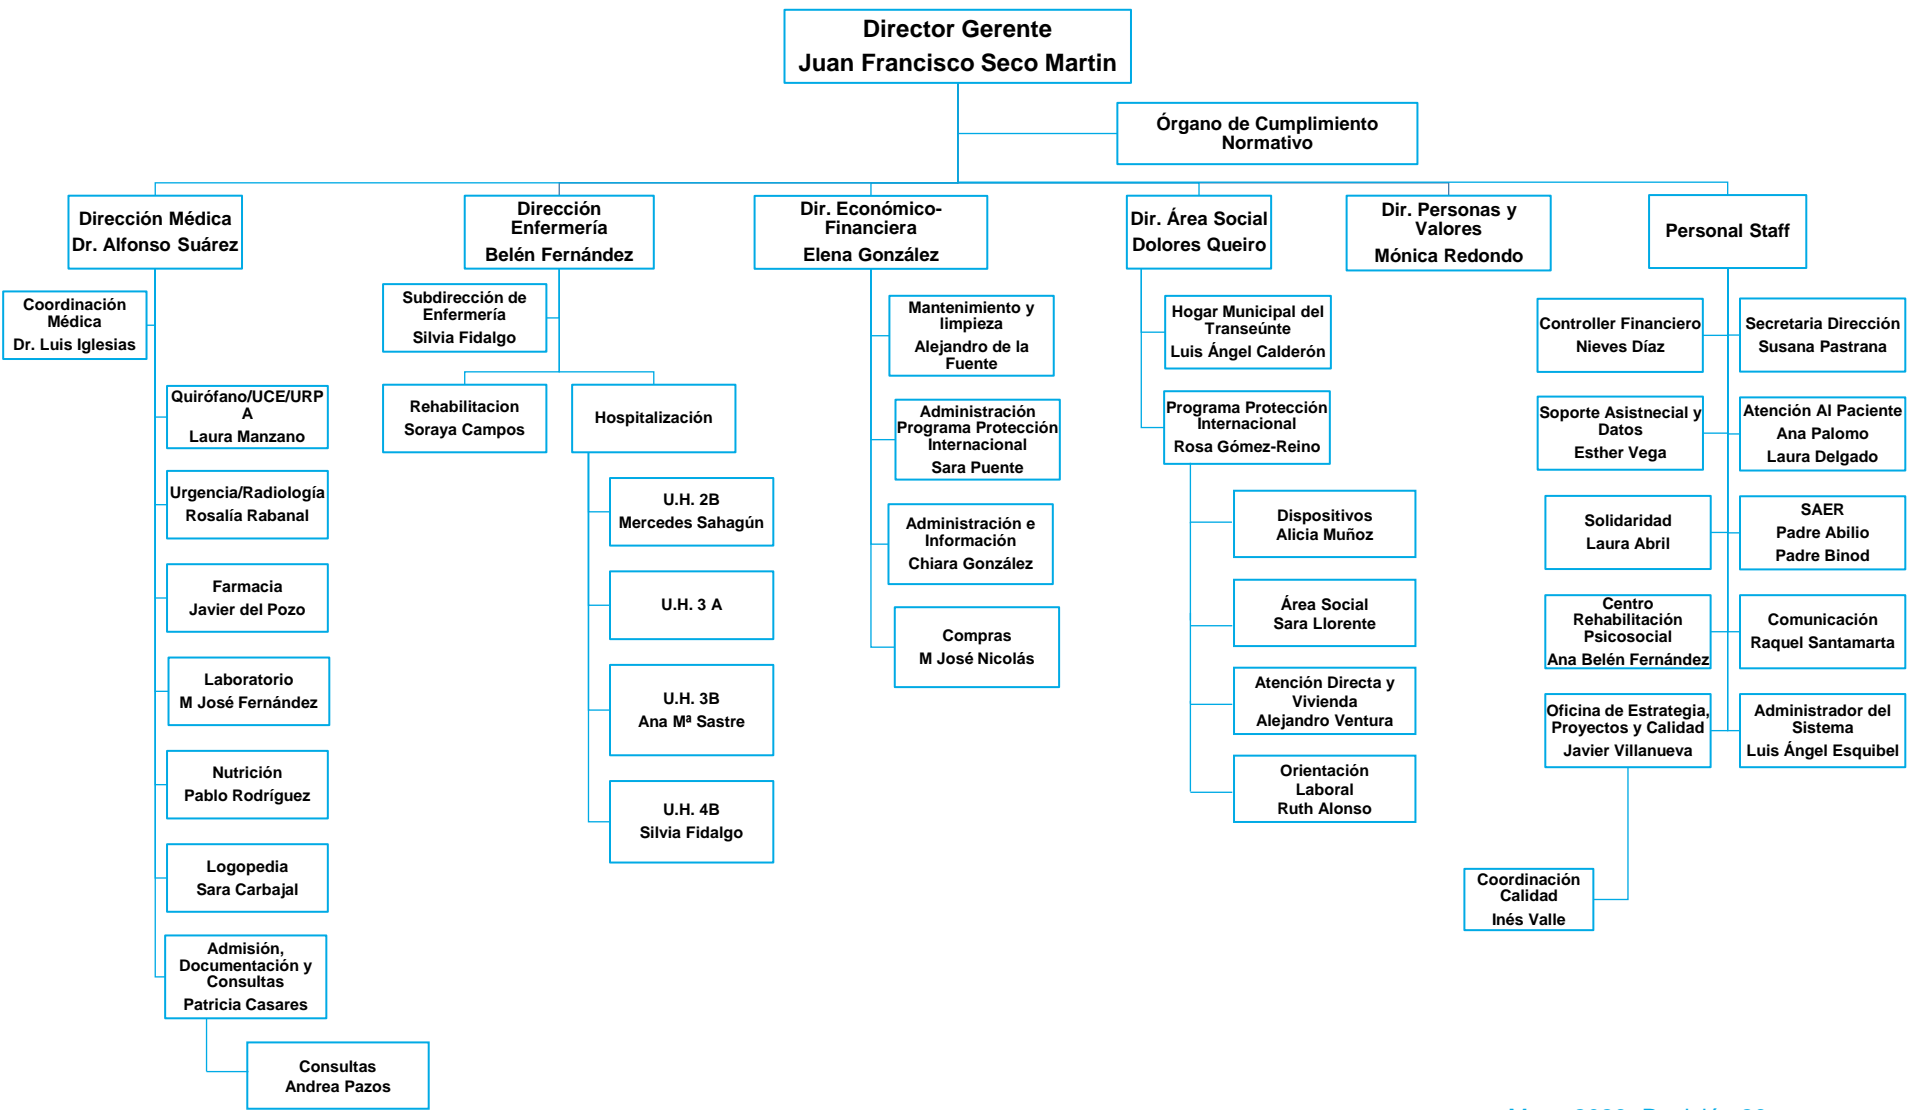 Director Gerente
Juan Francisco Seco Martin
Órgano de Cumplimiento
Normativo
Dirección Médica
Dr. Alfonso Suárez
Dirección
Enfermería
Belén Fernández
Dir. Económico-
Financiera
Elena González
Dir. Área Social
Dolores Queiro
Dir. Personas y
Valores
Mónica Redondo
Personal Staff
Coordinación
Médica
Dr. Luis Iglesias
Quirófano/UCE/URP
A
Laura Manzano
Urgencia/Radiología
Rosalía Rabanal
Farmacia
Javier del Pozo
Laboratorio
M José Fernández
Nutrición
Pablo Rodríguez
Logopedia
Sara Carbajal
Admisión,
Documentación y
Consultas
Patricia Casares
Consultas
Andrea Pazos
Subdirección de
Enfermería
Silvia Fidalgo
Rehabilitacion
Soraya Campos
Hospitalización
U.H. 2B
Mercedes Sahagún
U.H. 3 A
U.H. 3B
Ana Mª Sastre
U.H. 4B
Silvia Fidalgo
Mantenimiento y
limpieza
Alejandro de la
Fuente
Administración
Programa Protección
Internacional
Sara Puente
Administración e
Información
Chiara González
Compras
M José Nicolás
Hogar Municipal del
Transeúnte
Luis Ángel Calderón
Programa Protección
Internacional
Rosa Gómez-Reino
Dispositivos
Alicia Muñoz
Área Social
Sara Llorente
Atención Directa y
Vivienda
Alejandro Ventura
Orientación
Laboral
Ruth Alonso
Controller Financiero
Nieves Díaz
Secretaria Dirección
Susana Pastrana
Soporte Asistnecial y
Datos
Esther Vega
Atención Al Paciente
Ana Palomo
Laura Delgado
Solidaridad
Laura Abril
SAER
Padre Abilio
Padre Binod
Centro
Rehabilitación
Psicosocial
Ana Belén Fernández
Comunicación
Raquel Santamarta
Oficina de Estrategia,
Proyectos y Calidad
Javier Villanueva
Administrador del
Sistema
Luis Ángel Esquibel
Coordinación
Calidad
Inés Valle